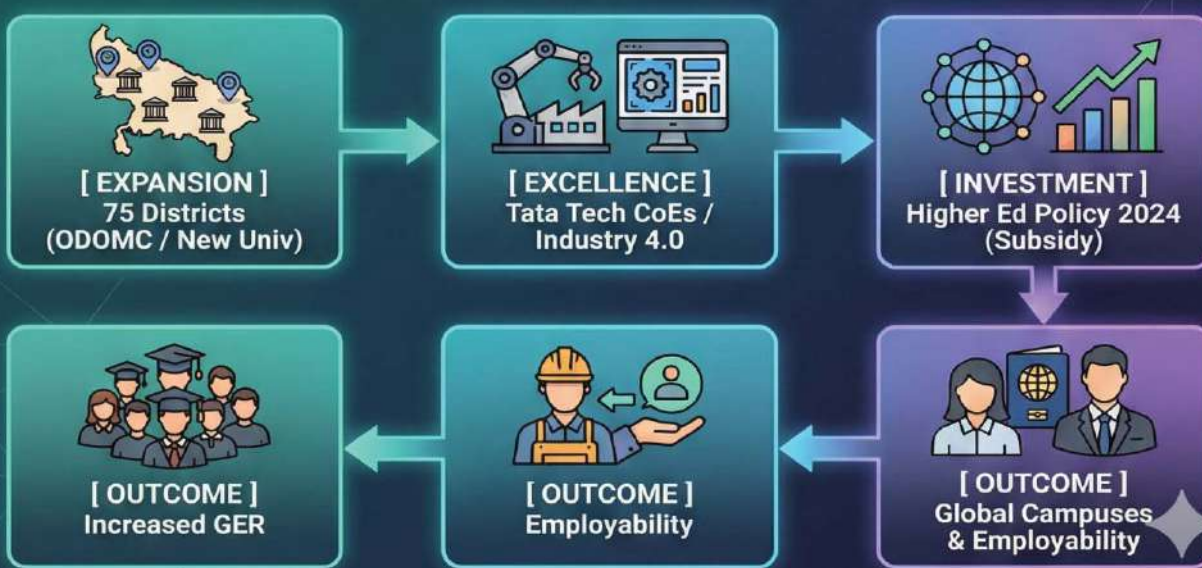 [ EXPANSION ]
75 Districts
(ODOMC / New Univ)
[ EXCELLENCE ]
Tata Tech CoEs /
Industry 4.0
[ INVESTMENT ]
Higher Ed Policy 2024
(Subsidy)
[ OUTCOME ]
Global Campuses
& Employability
[ OUTCOME ]
Employability
[ OUTCOME ]
Increased GER